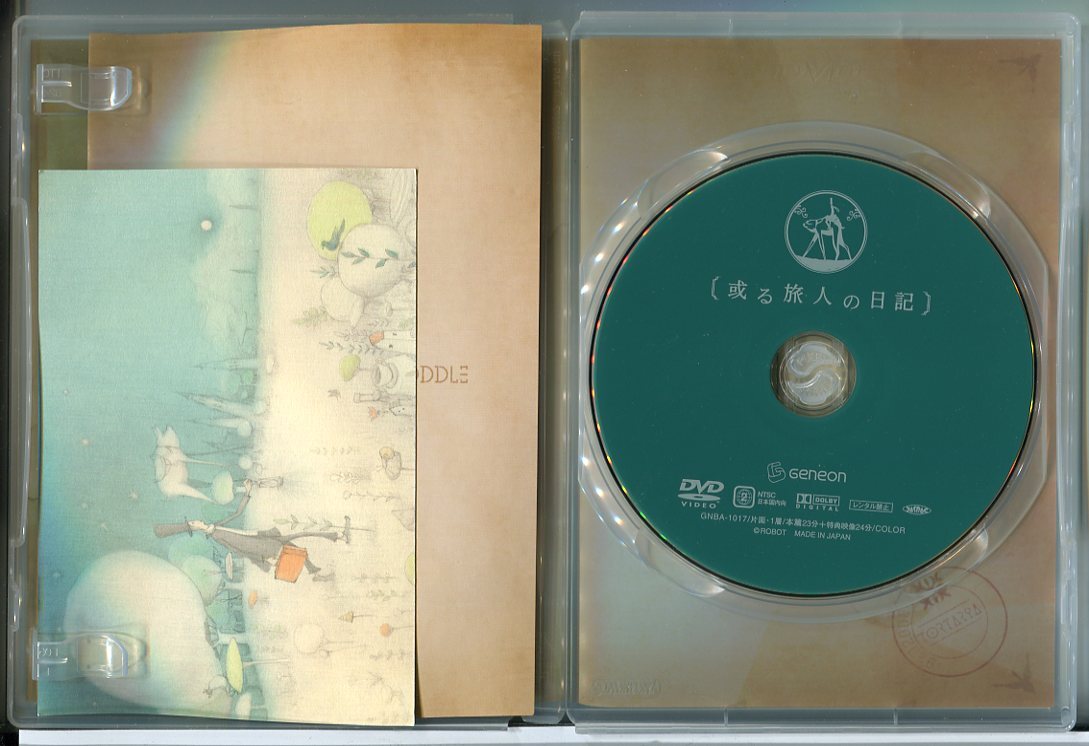 DDLE
〔或る旅人の日記〕
GENEON
DVD VIDEO
2
NTSC 日本国内向
DOLBY DIGITAL
レンタル禁止
GNBA-1017/片面・1層/本篇23分+特典映像24分/COLOR
©ROBOT MADE IN JAPAN